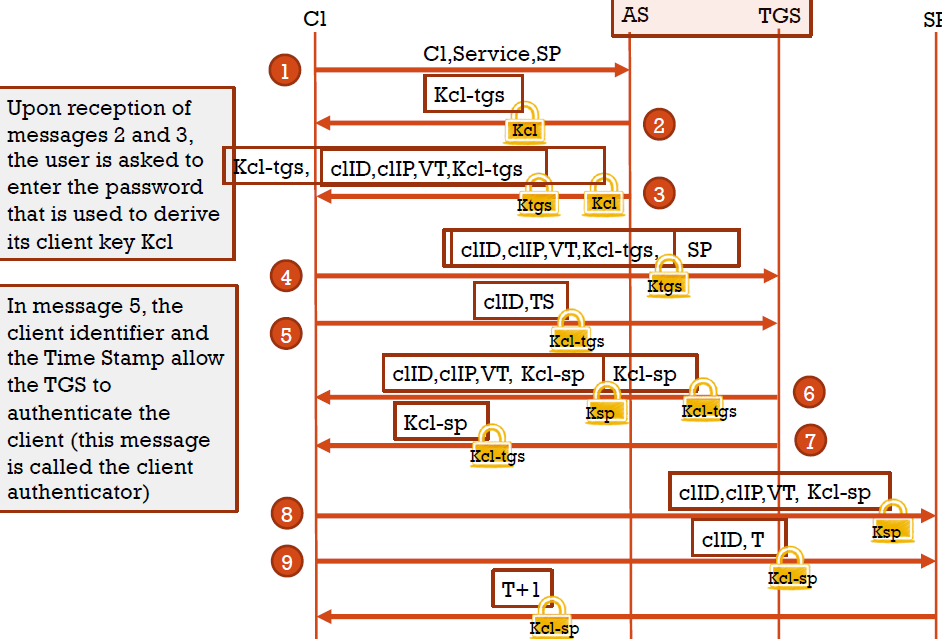 Cl
AS
TGS
SP
1
Cl,Service,SP
Kcl-tgs
Kcl
2
Upon reception of
messages 2 and 3,
the user is asked to
enter the password
that is used to derive
its client key Kcl
Kcl-tgs,
clID,clIP,VT,Kcl-tgs
Ktgs
Kcl
3
clID,clIP,VT,Kcl-tgs,
SP
4
Ktgs
In message 5, the
client identifier and
the Time Stamp allow
the TGS to
authenticate the
client (this message
is called the client
authenticator)
clID,TS
5
Kcl-tgs
clID,clIP,VT, Kcl-sp
Kcl-sp
Ksp
Kcl-tgs
6
Kcl-sp
Kcl-tgs
7
clID,clIP,VT, Kcl-sp
8
Ksp
clID, T
9
Kcl-sp
T+1
Kcl-sp